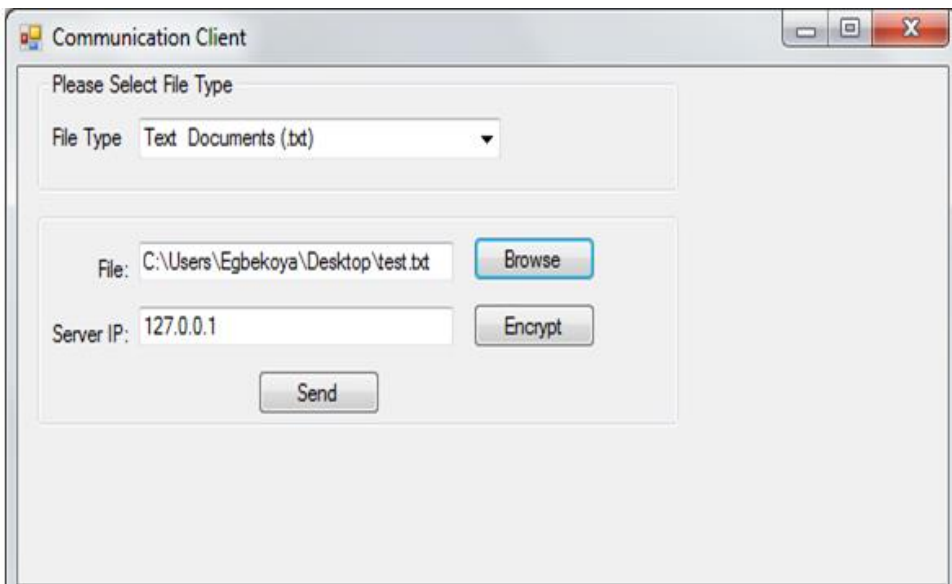 Communication Client
Please Select File Type
File Type Text Documents (.txt)
File: C:\Users\Egbekoya\Desktop\test.txt Browse
Server IP: 127.0.0.1 Encrypt
Send